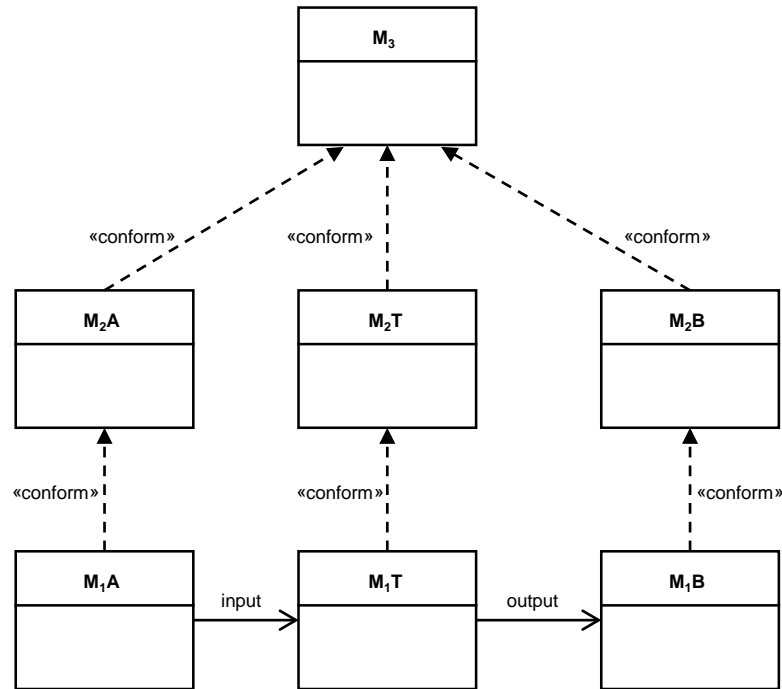 M₃
«conform» «conform» «conform»
M₂A M₂T M₂B
«conform» «conform» «conform»
M₁A input M₁T output M₁B